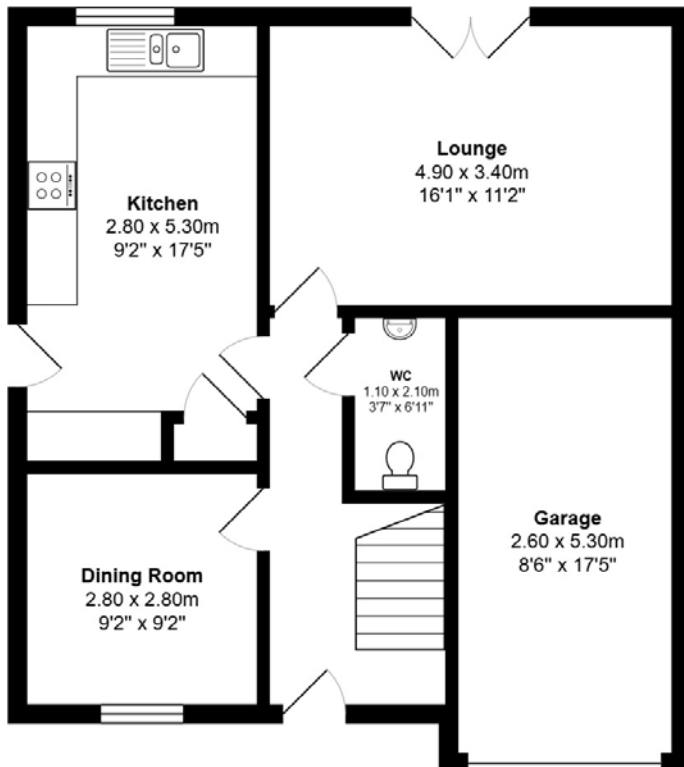 Lounge
4.90 x 3.40m
16'1" x 11'2"
Kitchen
2.80 x 5.30m
9'2" x 17'5"
WC
1.10 x 2.10m
3'7" x 6'11"
Garage
2.60 x 5.30m
8'6" x 17'5"
Dining Room
2.80 x 2.80m
9'2" x 9'2"